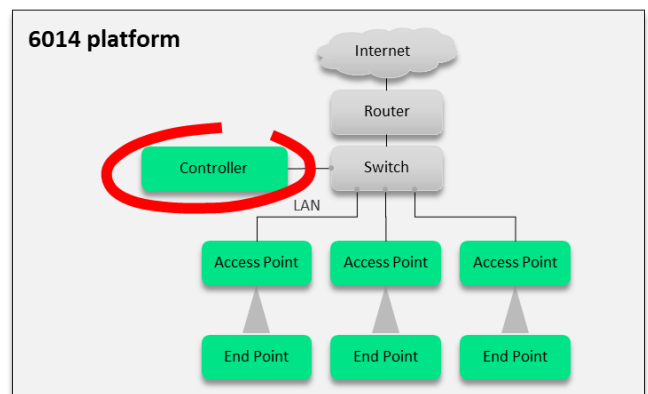 6014 platform
Internet
Router
Controller
Switch
LAN
Access Point
Access Point
Access Point
End Point
End Point
End Point